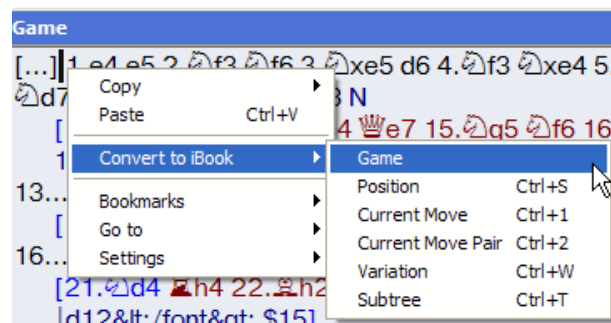 Game
[...] 1.e4 e5 2.♘f3 ♘f6 3.♘xe5 d6 4.♘f3 ♘xe4 5
♘d7 N
[ 4 ♕e7 15.♘g5 ♘f6 16
1
13...
[
16...
[21.♘d4 ♜h4 22.♗h2
d12&lt; /font&gt; $15]
Copy
Paste Ctrl+V
Convert to iBook
Bookmarks
Go to
Settings
Game
Position Ctrl+S
Current Move Ctrl+1
Current Move Pair Ctrl+2
Variation Ctrl+W
Subtree Ctrl+T